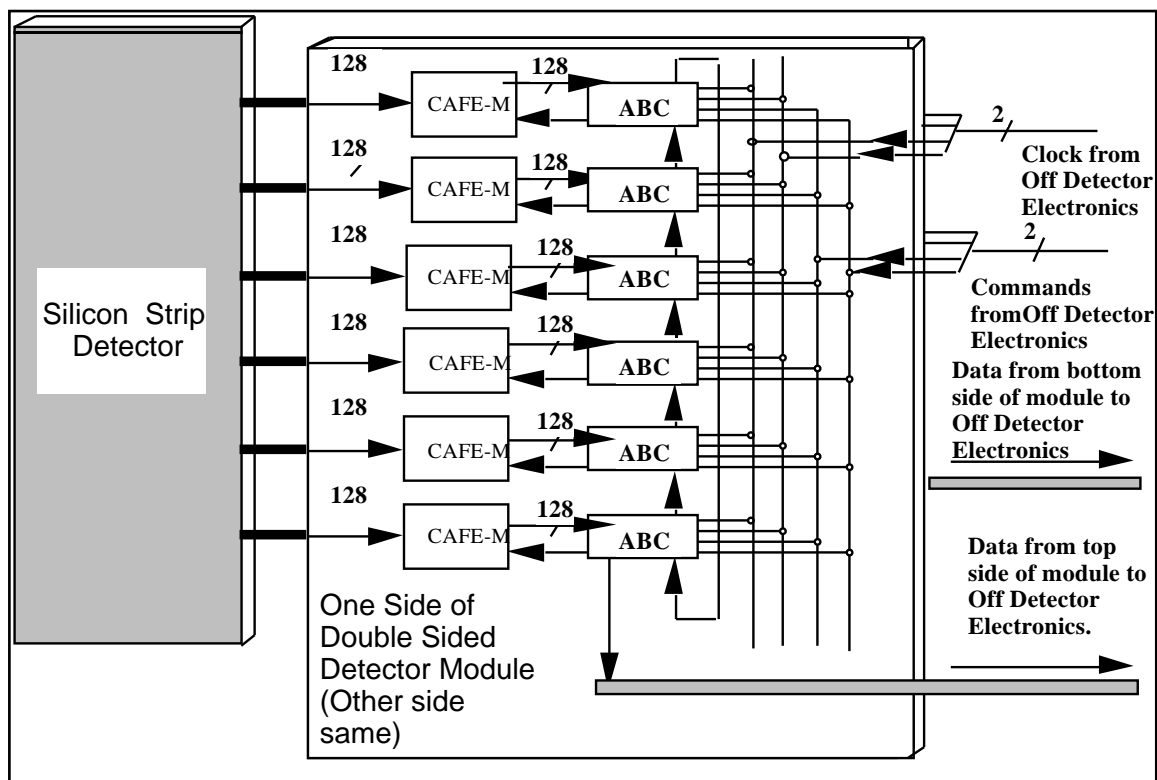 Silicon Strip
Detector
128
CAFE-M
128
ABC
128
CAFE-M
128
ABC
128
CAFE-M
128
ABC
128
CAFE-M
128
ABC
128
CAFE-M
128
ABC
128
CAFE-M
128
ABC
One Side of
Double Sided
Detector Module
(Other side
same)
2
Clock from
Off Detector
Electronics
2
Commands
fromOff Detector
Electronics
Data from bottom
side of module to
Off Detector
Electronics
Data from top
side of module to
Off Detector
Electronics.